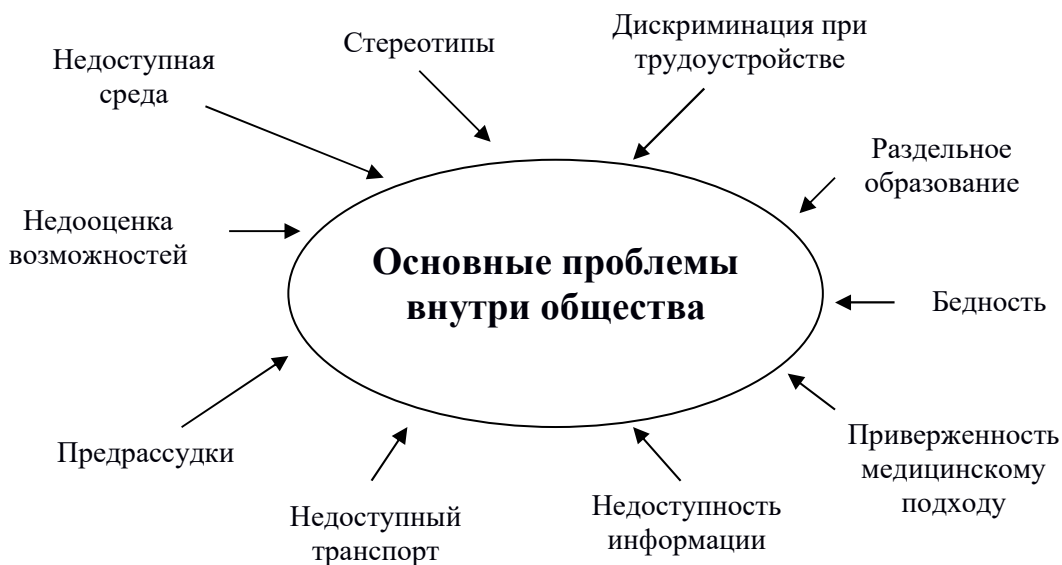 Стереотипы
Дискриминация при
трудоустройстве
Недоступная
среда
Раздельное
образование
Недооценка
возможностей
Основные проблемы
внутри общества
Бедность
Предрассудки
Приверженность
медицинскому
подходу
Недоступный
транспорт
Недоступность
информации